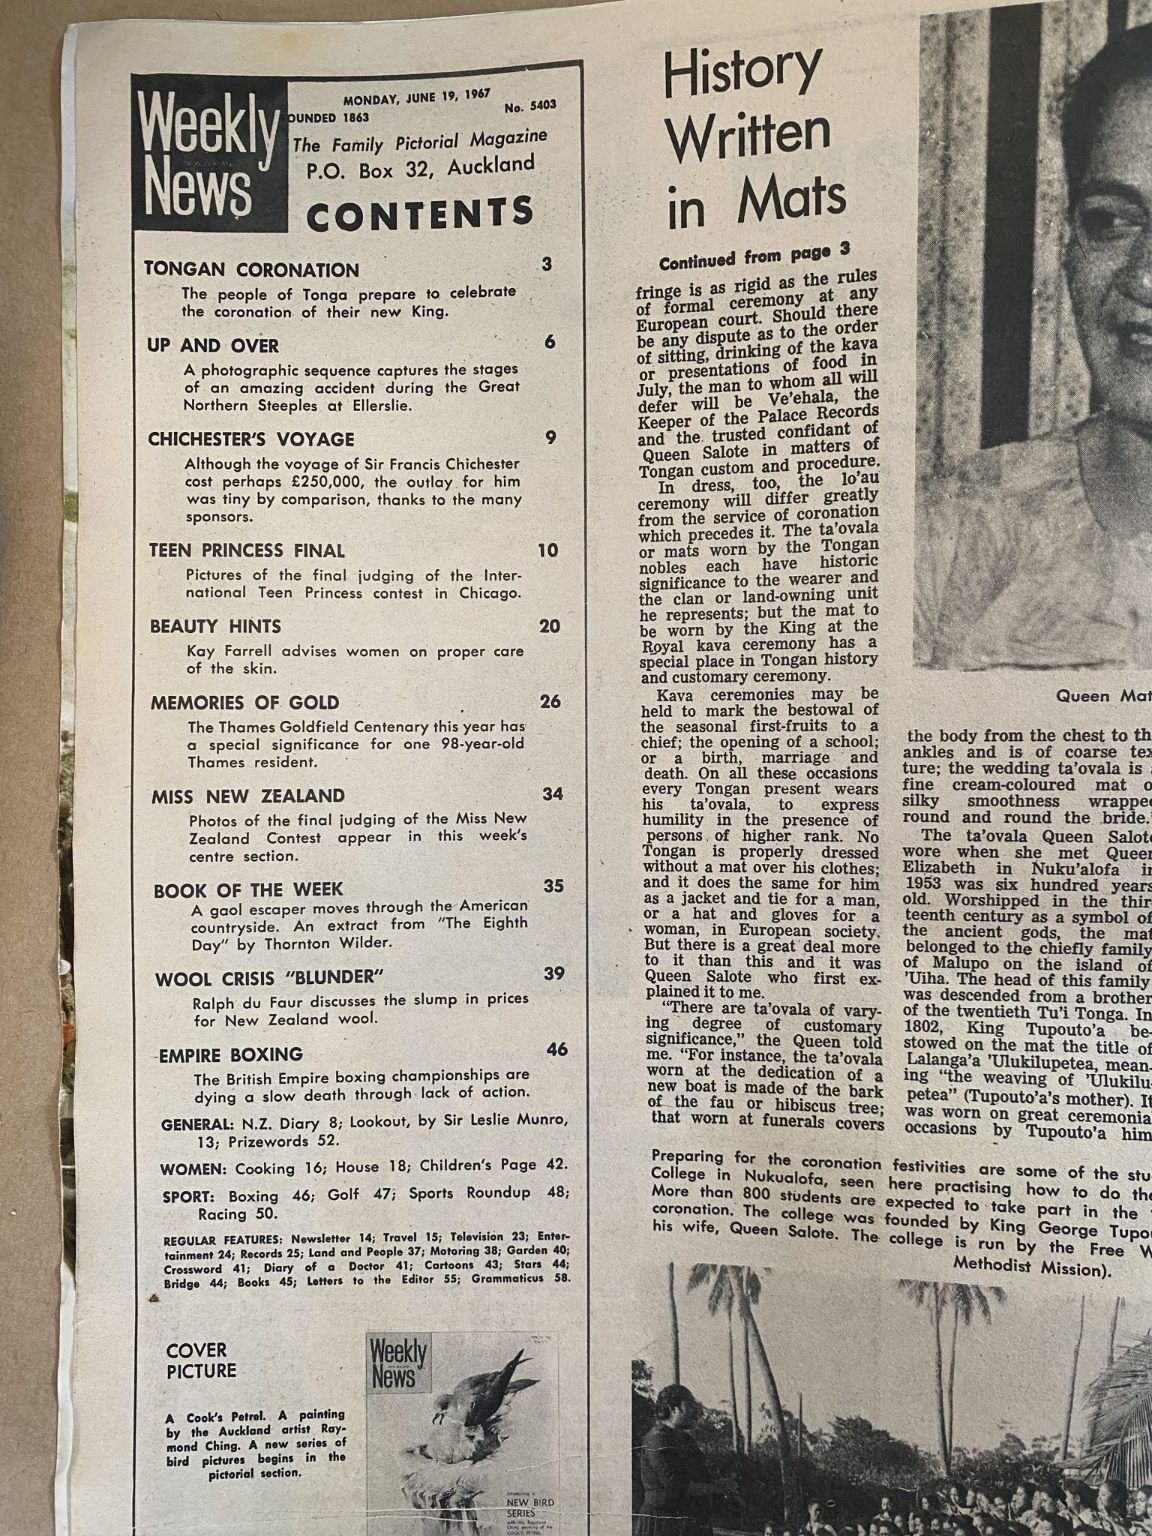 Weekly
News
MONDAY, JUNE 19, 1967
OUNDED 1863
No. 5403
The Family Pictorial Magazine
P.O. Box 32, Auckland
CONTENTS
TONGAN CORONATION 3
The people of Tonga prepare to celebrate
the coronation of their new King.
UP AND OVER 6
A photographic sequence captures the stages
of an amazing accident during the Great
Northern Steeples at Ellerslie.
CHICHESTER'S VOYAGE 9
Although the voyage of Sir Francis Chichester
cost perhaps £250,000, the outlay for him
was tiny by comparison, thanks to the many
sponsors.
TEEN PRINCESS FINAL 10
Pictures of the final judging of the Inter-
national Teen Princess contest in Chicago.
BEAUTY HINTS 20
Kay Farrell advises women on proper care
of the skin.
MEMORIES OF GOLD 26
The Thames Goldfield Centenary this year has
a special significance for one 98-year-old
Thames resident.
MISS NEW ZEALAND 34
Photos of the final judging of the Miss New
Zealand Contest appear in this week's
centre section.
BOOK OF THE WEEK 35
A gaol escaper moves through the American
countryside. An extract from "The Eighth
Day" by Thornton Wilder.
WOOL CRISIS "BLUNDER" 39
Ralph du Faur discusses the slump in prices
for New Zealand wool.
EMPIRE BOXING 46
The British Empire boxing championships are
dying a slow death through lack of action.
GENERAL: N.Z. Diary 8; Lookout, by Sir Leslie Munro,
13; Prizewords 52.
WOMEN: Cooking 16; House 18; Children's Page 42.
SPORT: Boxing 46; Golf 47; Sports Roundup 48;
Racing 50.
REGULAR FEATURES: Newsletter 14; Travel 15; Television 23; Enter-
tainment 24; Records 25; Land and People 37; Motoring 38; Garden 40;
Crossword 41; Diary of a Doctor 41; Cartoons 43; Stars 44;
Bridge 44; Books 45; Letters to the Editor 55; Grammaticus 58.
COVER
PICTURE
A Cook's Petrel. A painting
by the Auckland artist Ray-
mond Ching. A new series of
bird pictures begins in the
pictorial section.
Weekly
News
NEW BIRD
SERIES
History
Written
in Mats
Continued from page 3
fringe is as rigid as the rules
of formal ceremony at any
European court. Should there
be any dispute as to the order
of sitting, drinking of the kava
or presentations of food in
July, the man to whom all will
defer will be Ve'ehala, the
Keeper of the Palace Records
and the trusted confidant of
Queen Salote in matters of
Tongan custom and procedure.
In dress, too, the lo'au
ceremony will differ greatly
from the service of coronation
which precedes it. The ta'ovala
or mats worn by the Tongan
nobles each have historic
significance to the wearer and
the clan or land-owning unit
he represents; but the mat to
be worn by the King at the
Royal kava ceremony has a
special place in Tongan history
and customary ceremony.
Kava ceremonies may be
held to mark the bestowal of
the seasonal first-fruits to a
chief; the opening of a school;
or a birth, marriage and
death. On all these occasions
every Tongan present wears
his ta'ovala, to express
humility in the presence of
persons of higher rank. No
Tongan is properly dressed
without a mat over his clothes;
and it does the same for him
as a jacket and tie for a man,
or a hat and gloves for a
woman, in European society.
But there is a great deal more
to it than this and it was
Queen Salote who first ex-
plained it to me.
"There are ta'ovala of vary-
ing degree of customary
significance," the Queen told
me. "For instance, the ta'ovala
worn at the dedication of a
new boat is made of the bark
of the fau or hibiscus tree;
that worn at funerals covers
Queen Mat
the body from the chest to th
ankles and is of coarse tex
ture; the wedding ta'ovala is
fine cream-coloured mat o
silky smoothness wrappe
round and round the bride.
The ta'ovala Queen Salot
wore when she met Queen
Elizabeth in Nuku'alofa in
1953 was six hundred years
old. Worshipped in the thir-
teenth century as a symbol of
the ancient gods, the mat
belonged to the chiefly family
of Malupo on the island of
'Uiha. The head of this family
was descended from a brother
of the twentieth Tu'i Tonga. In
1802, King Tupouto'a be-
stowed on the mat the title of
Lalanga'a 'Ulukilupetea, mean-
ing "the weaving of 'Ulukilu-
petea" (Tupouto'a's mother). It
was worn on great ceremonial
occasions by Tupouto'a him
Preparing for the coronation festivities are some of the stu
College in Nukualofa, seen here practising how to do the
More than 800 students are expected to take part in the
coronation. The college was founded by King George Tupo
his wife, Queen Salote. The college is run by the Free W
Methodist Mission).